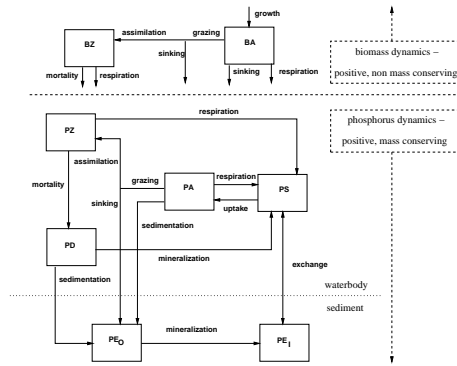 growth
assimilation grazing
BZ
BA
sinking
mortality respiration
sinking respiration
biomass dynamics –
positive, non mass conserving
respiration
phosphorus dynamics –
positive, mass conserving
PZ
assimilation
grazing
respiration
mortality
PA
PS
sinking
uptake
sedimentation
PD
mineralization
sedimentation
exchange
waterbody
sediment
mineralization
PE O
PE I